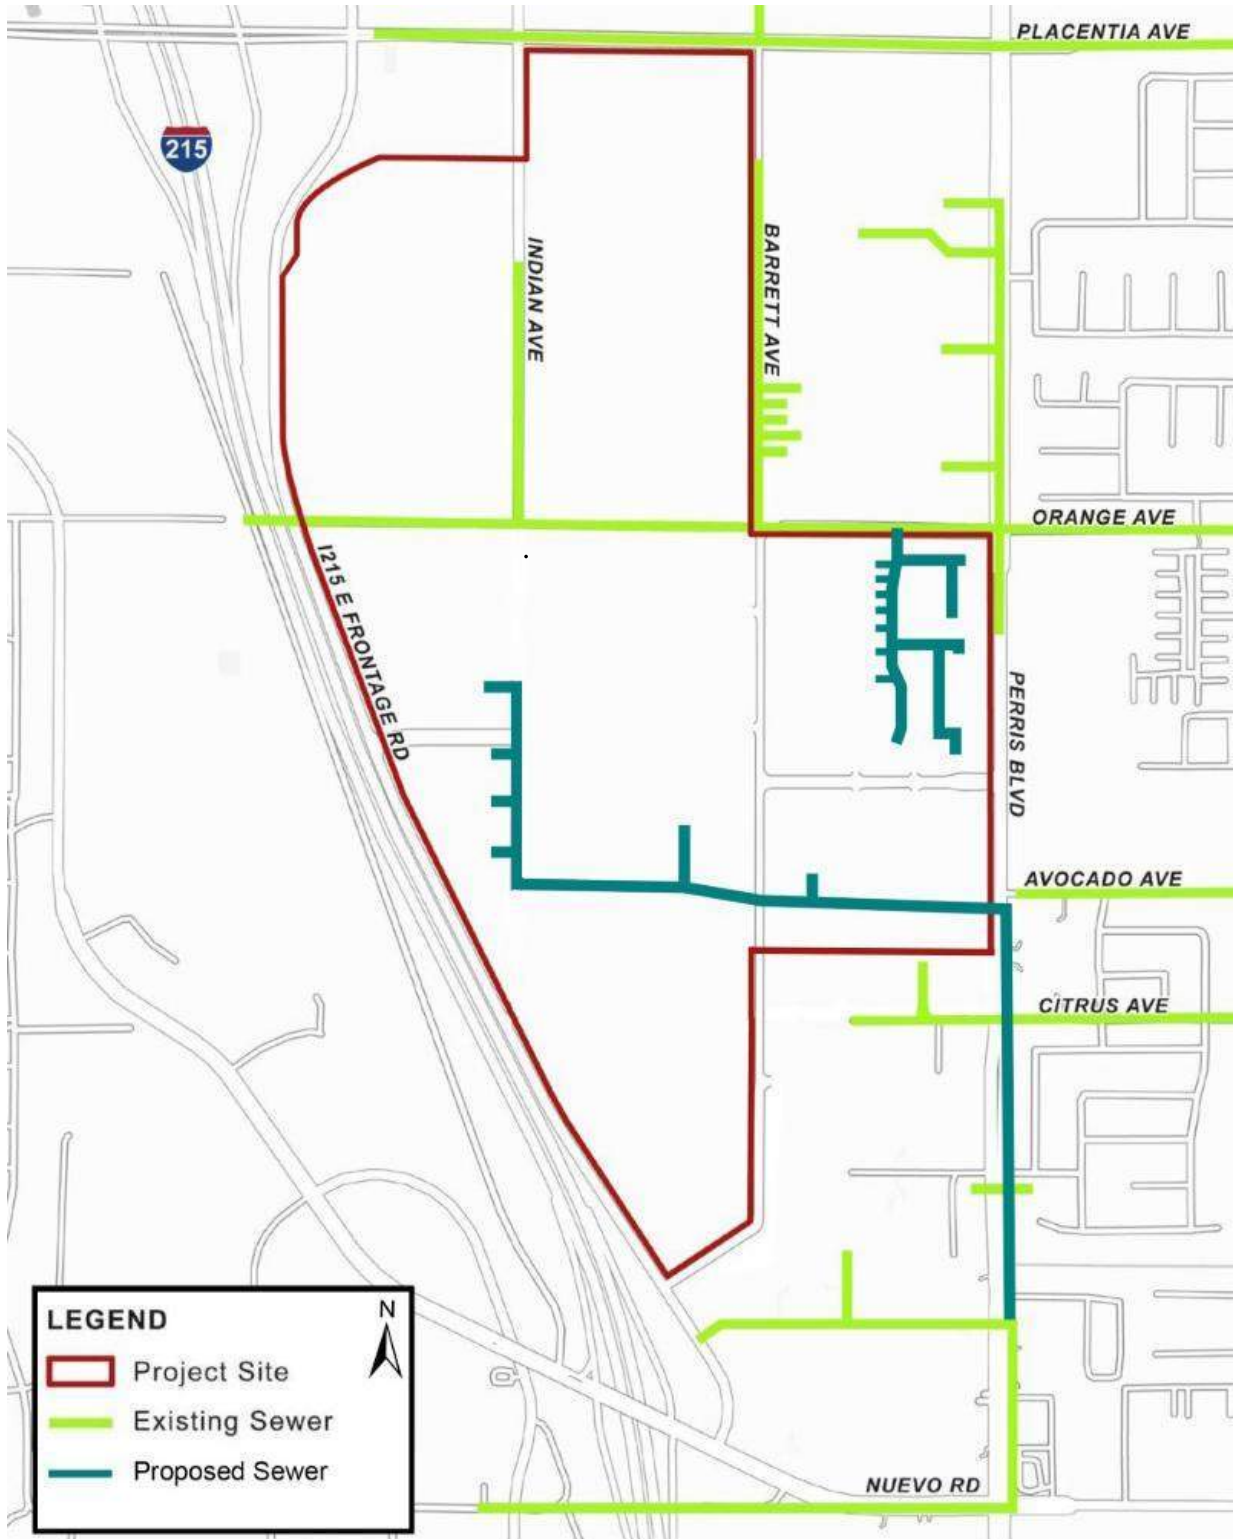 PLACENTIA AVE
215
INDIAN AVE
BARRETT AVE
ORANGE AVE
I215 E FRONTAGE RD
PERRIS BLVD
AVOCADO AVE
CITRUS AVE
LEGEND
N
Project Site
Existing Sewer
Proposed Sewer
NUEVO RD